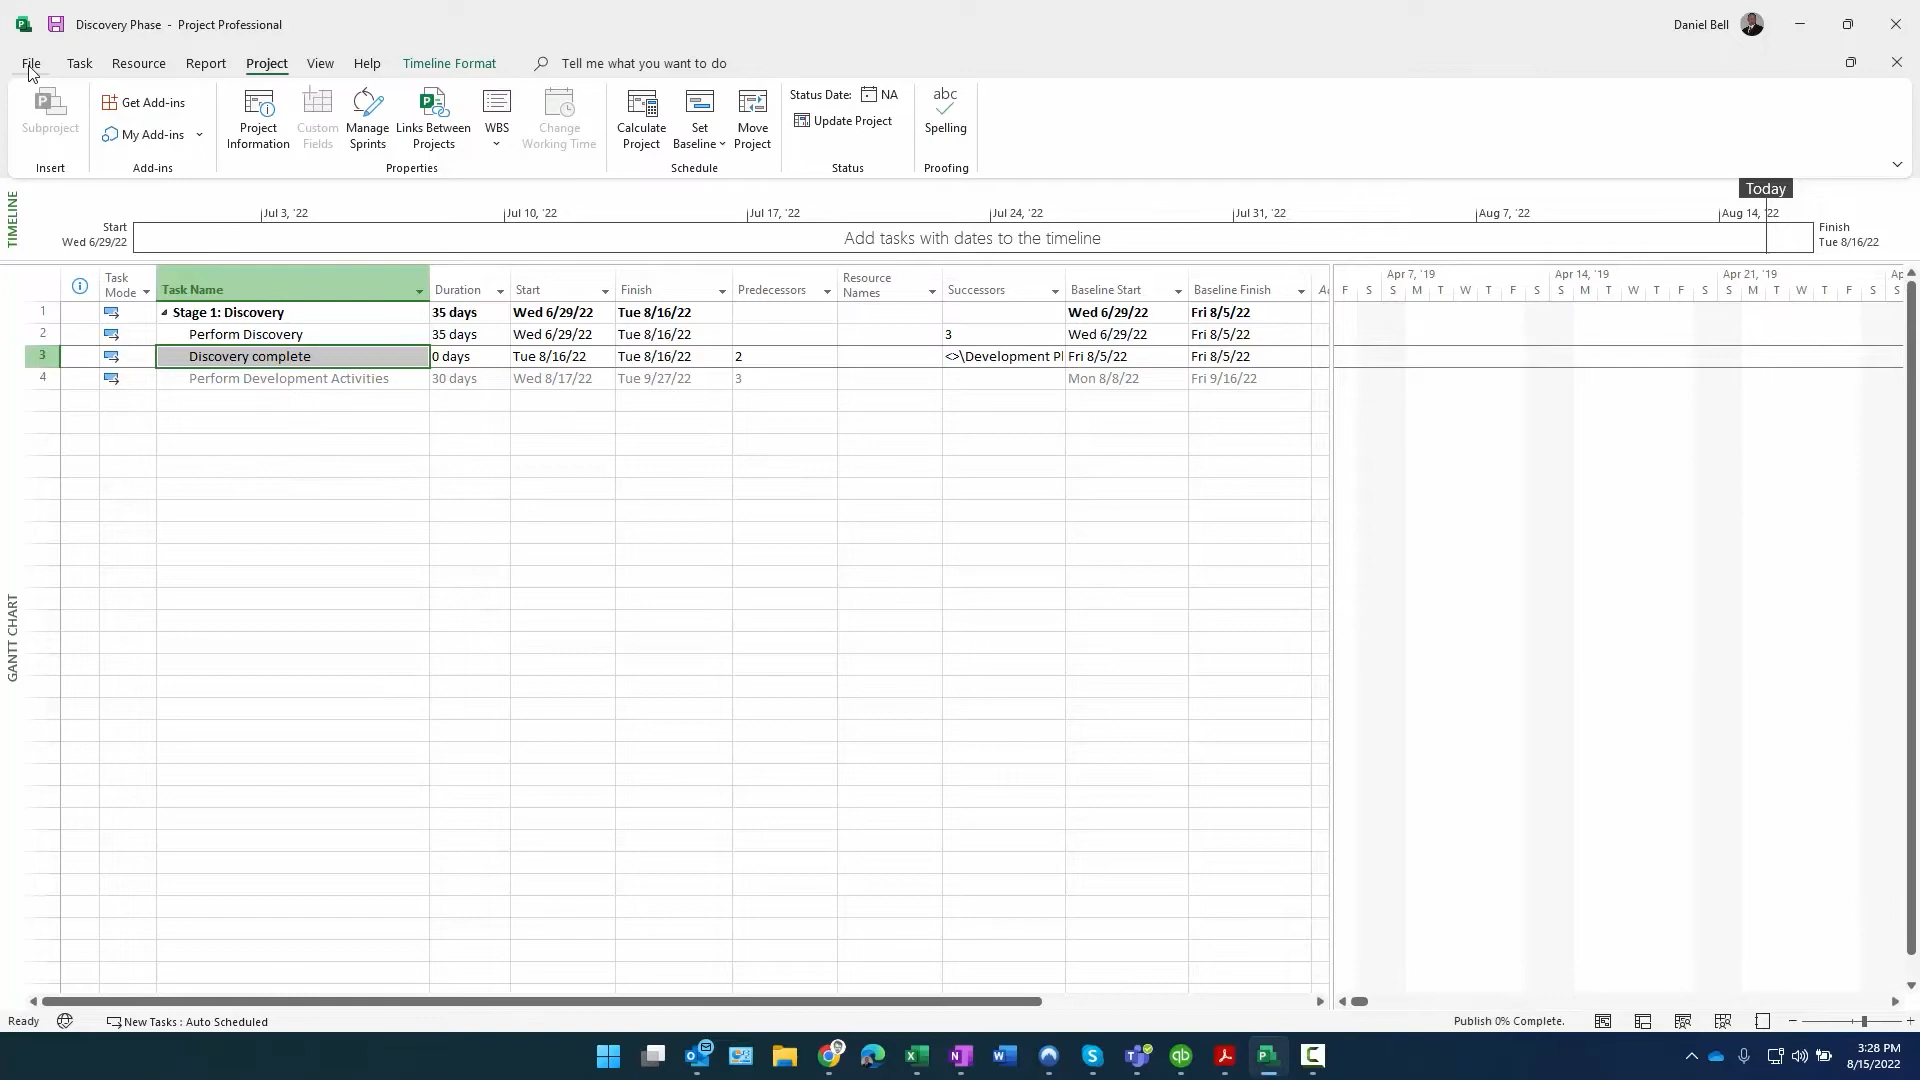 Discovery Phase - Project Professional
Daniel Bell
File Task Resource Report Project View Help Timeline Format Tell me what you want to do
Subproject
Insert
Get Add-ins
My Add-ins
Add-ins
Project Information
Custom Fields
Manage Sprints
Links Between Projects
WBS
Change Working Time
Properties
Calculate Project
Set Baseline
Move Project
Schedule
Status Date: NA
Update Project
Status
abc
Spelling
Proofing
TIMELINE
Today
Jul 3, '22 Jul 10, '22 Jul 17, '22 Jul 24, '22 Jul 31, '22 Aug 7, '22 Aug 14, '22
Start
Wed 6/29/22
Add tasks with dates to the timeline
Finish
Tue 8/16/22
GANTT CHART
Task Mode Task Name Duration Start Finish Predecessors Resource Names Successors Baseline Start Baseline Finish
Apr 7, '19 Apr 14, '19 Apr 21, '19
F S S M T W T F S S M T W T F S S M T W T F S S
1 Stage 1: Discovery 35 days Wed 6/29/22 Tue 8/16/22 Wed 6/29/22 Fri 8/5/22
2 Perform Discovery 35 days Wed 6/29/22 Tue 8/16/22 3 Wed 6/29/22 Fri 8/5/22
3 Discovery complete 0 days Tue 8/16/22 Tue 8/16/22 2 <>\Development Pl Fri 8/5/22 Fri 8/5/22
4 Perform Development Activities 30 days Wed 8/17/22 Tue 9/27/22 3 Mon 8/8/22 Fri 9/16/22
Ready New Tasks : Auto Scheduled Publish 0% Complete.
3:28 PM
8/15/2022